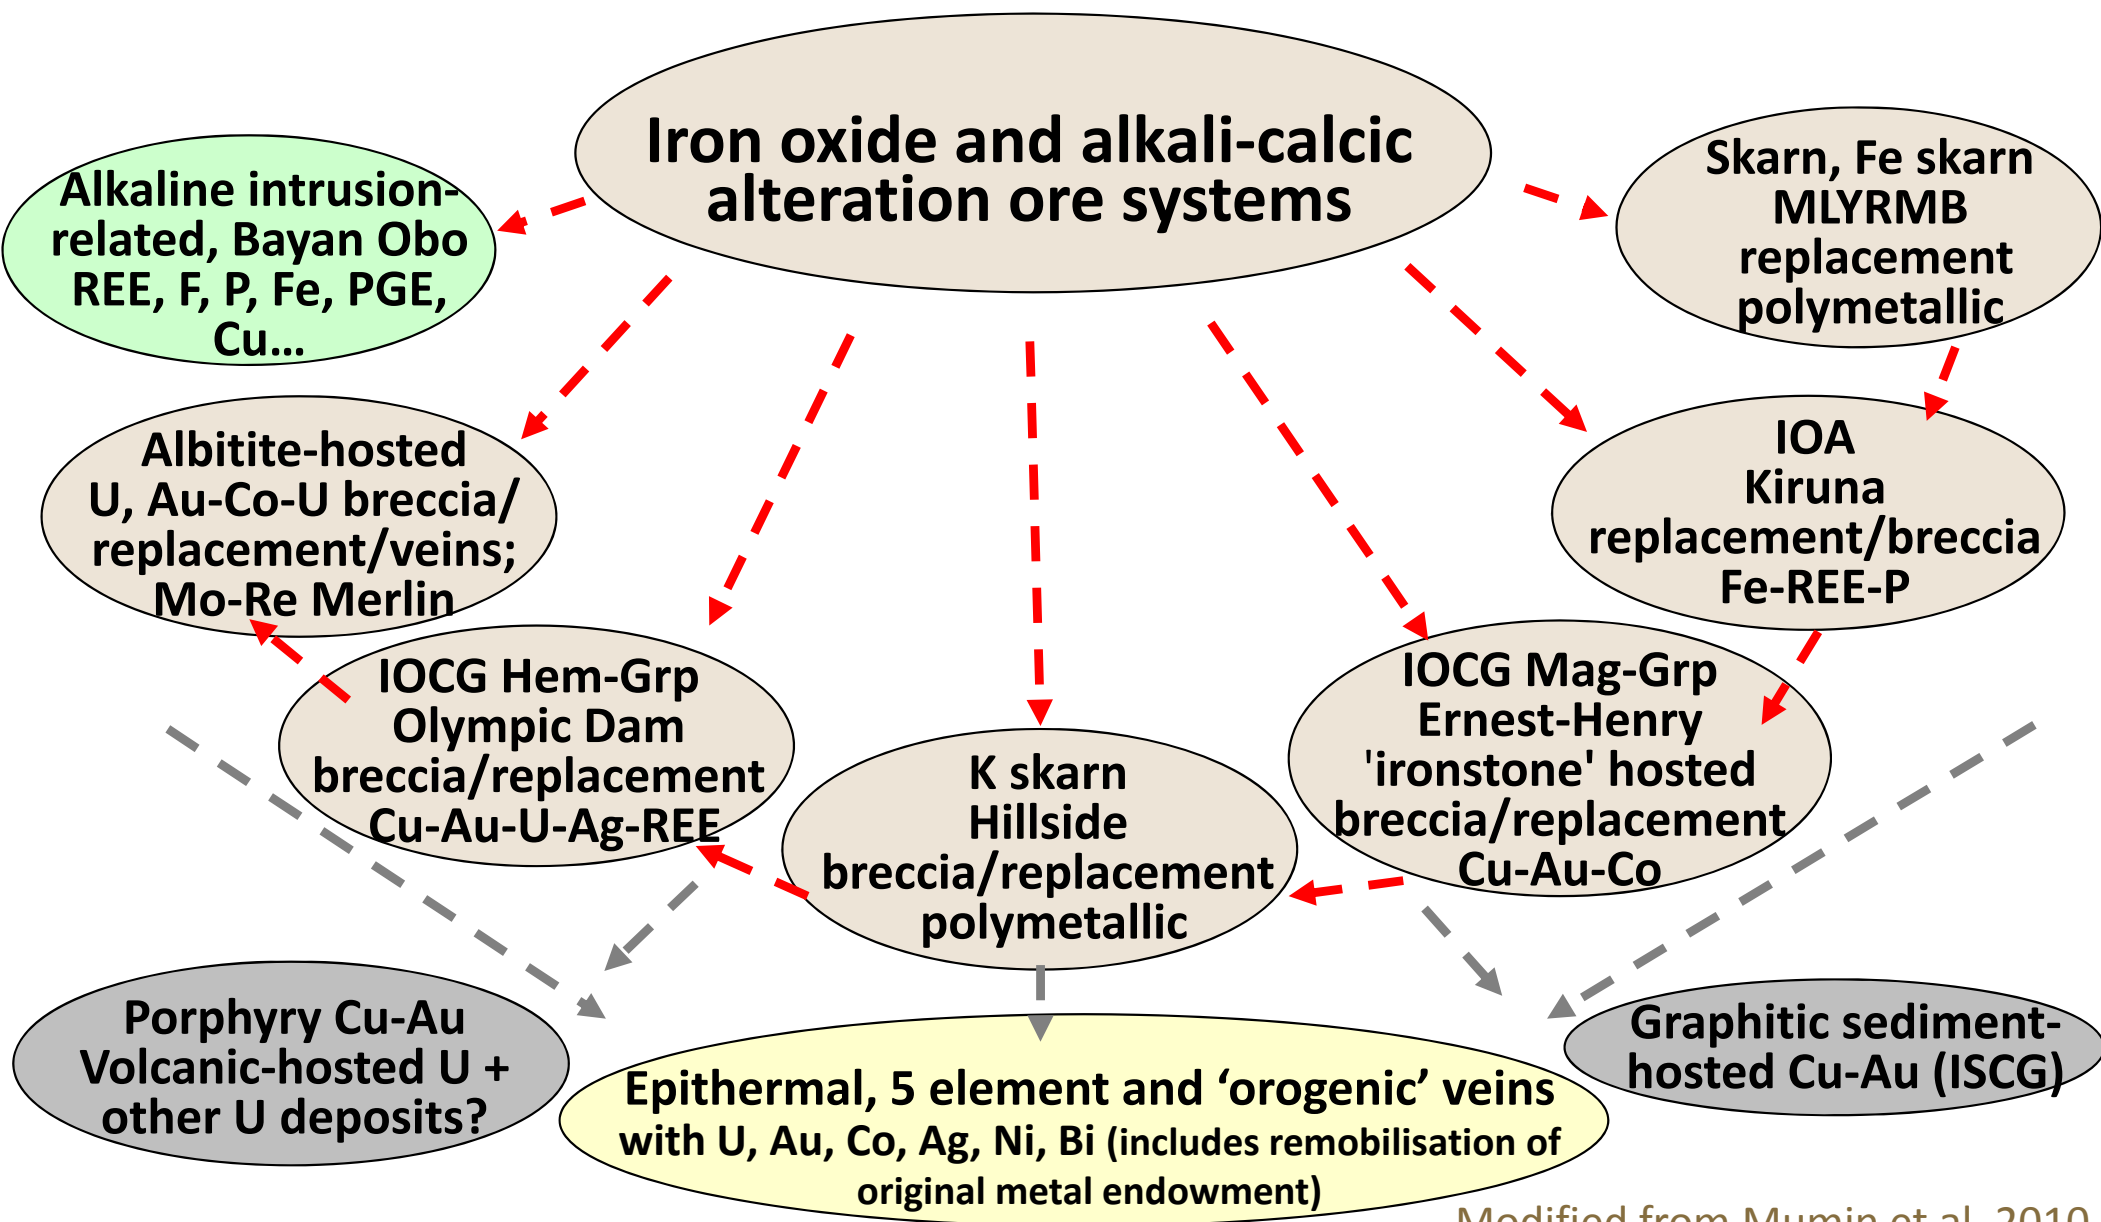 Iron oxide and alkali-calcic
alteration ore systems
Alkaline intrusion-
related, Bayan Obo
REE, F, P, Fe, PGE,
Cu...
Skarn, Fe skarn
MLYRMB
replacement
polymetallic
Albitite-hosted
U, Au-Co-U breccia/
replacement/veins;
Mo-Re Merlin
IOA
Kiruna
replacement/breccia
Fe-REE-P
IOCG Hem-Grp
Olympic Dam
breccia/replacement
Cu-Au-U-Ag-REE
K skarn
Hillside
breccia/replacement
polymetallic
IOCG Mag-Grp
Ernest-Henry
'ironstone' hosted
breccia/replacement
Cu-Au-Co
Porphyry Cu-Au
Volcanic-hosted U +
other U deposits?
Epithermal, 5 element and ‘orogenic’ veins
with U, Au, Co, Ag, Ni, Bi (includes remobilisation of
original metal endowment)
Graphitic sediment-
hosted Cu-Au (ISCG)
Modified from Mumin et al. 2010